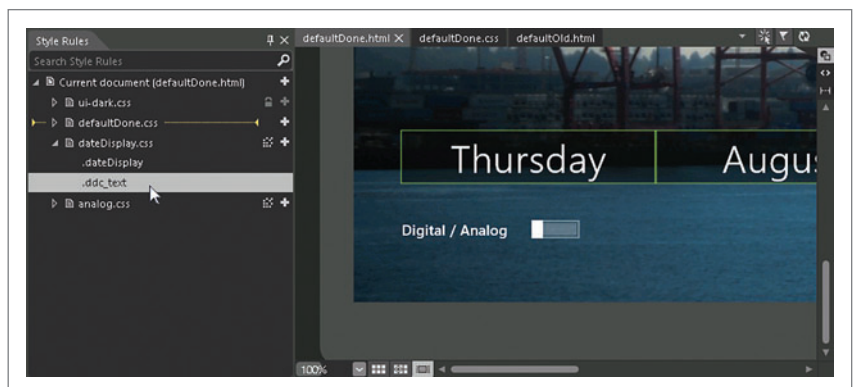 Style Rules
Search Style Rules
Current document (defaultDone.html)
ui-dark.css
defaultDone.css
dateDisplay.css
.dateDisplay
.ddc_text
analog.css
defaultDone.html
defaultDone.css
defaultOld.html
Thursday
Augu
Digital / Analog
100%